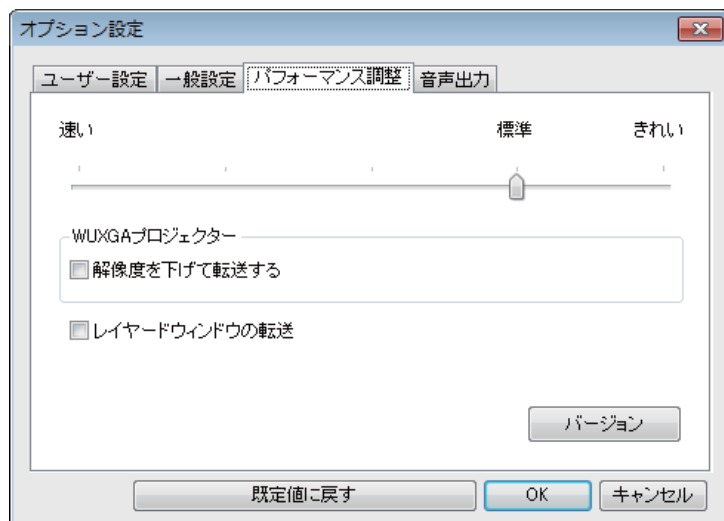 オプション設定
ユーザー設定 一般設定 パフォーマンス調整 音声出力
速い 標準 きれい
WUXGAプロジェクター
解像度を下げて転送する
レイヤードウィンドウの転送
バージョン
既定値に戻す OK キャンセル